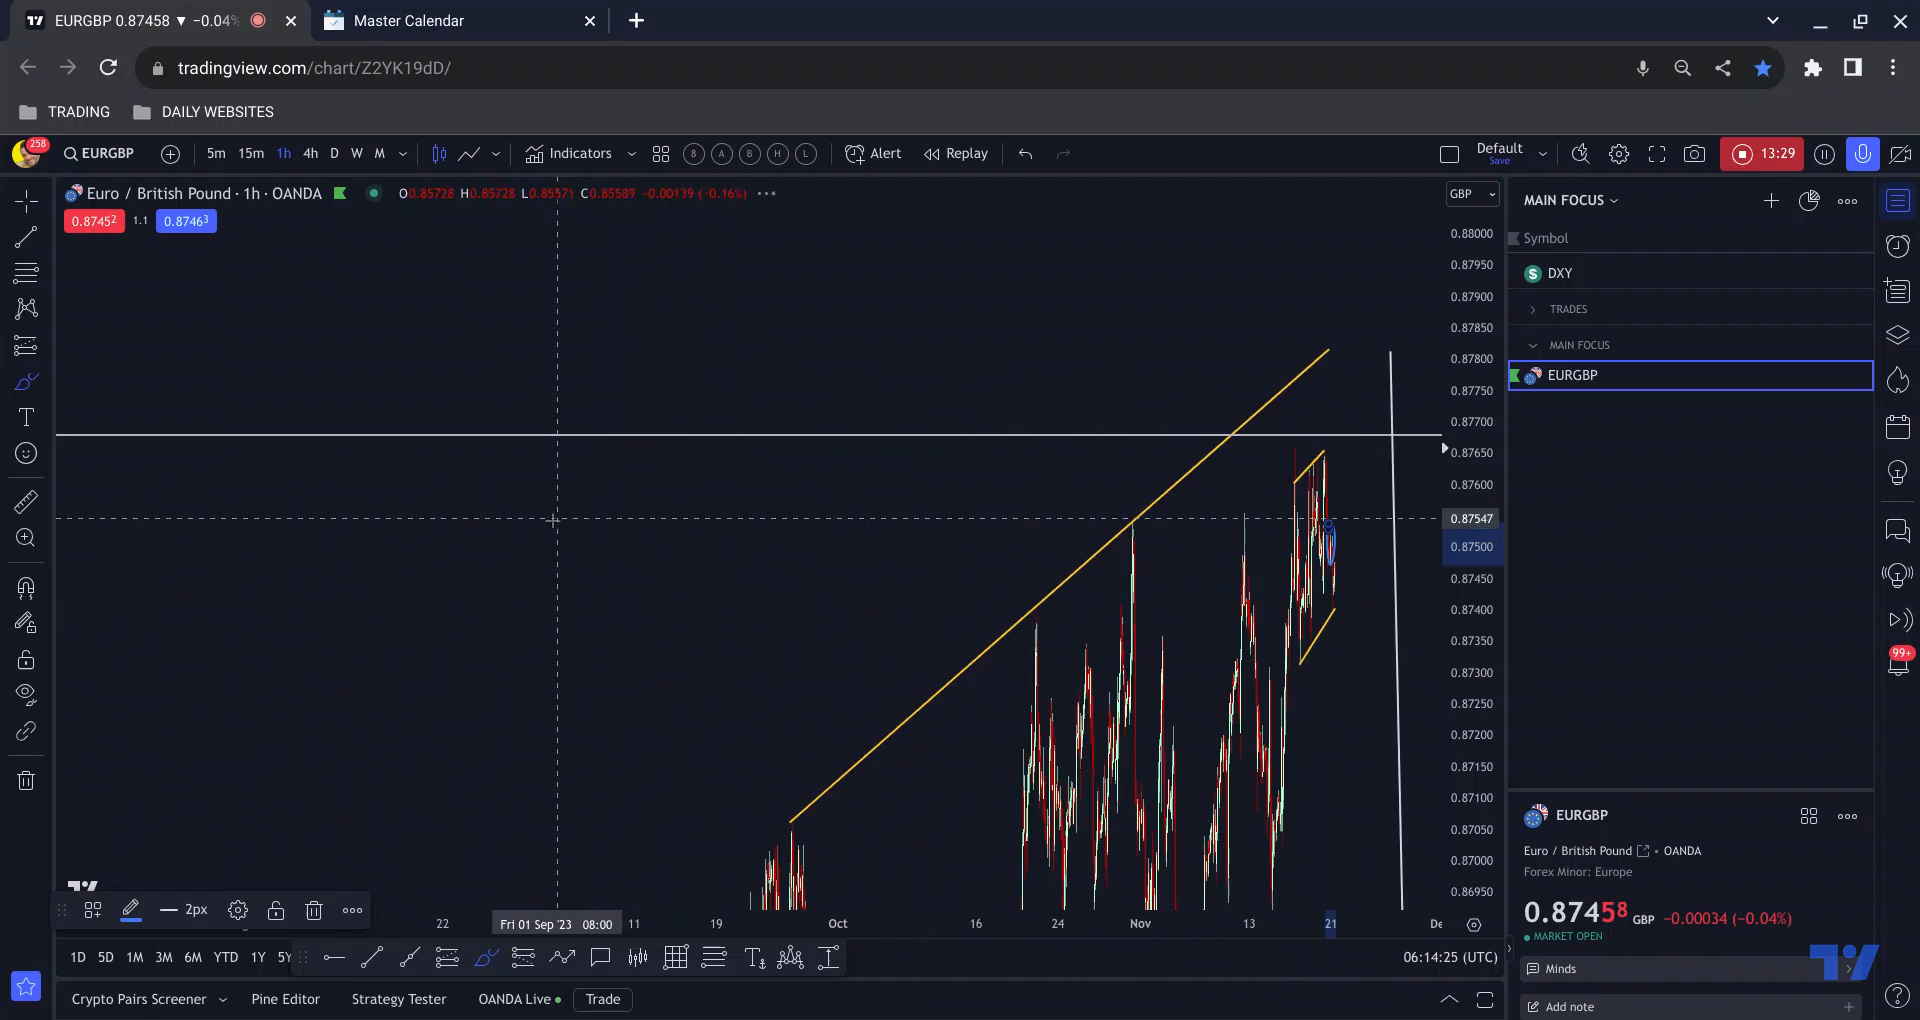 EURGBP 0.87458 ▼ −0.04%
Master Calendar
tradingview.com/chart/Z2YK19dD/
TRADING
DAILY WEBSITES
258
EURGBP
5m 15m 1h 4h D W M
Indicators
8 A B H L
Alert
Replay
Default
Save
13:29
Euro / British Pound · 1h · OANDA
O0.85728 H0.85728 L0.85571 C0.85589 −0.00139 (−0.16%)
0.87452
1.1
0.87463
GBP
0.88000
0.87950
0.87900
0.87850
0.87800
0.87750
0.87700
0.87650
0.87600
0.87547
0.87500
0.87450
0.87400
0.87350
0.87300
0.87250
0.87200
0.87150
0.87100
0.87050
0.87000
0.86950
MAIN FOCUS
Symbol
DXY
TRADES
MAIN FOCUS
EURGBP
99+
EURGBP
Euro / British Pound • OANDA
Forex Minor: Europe
0.87458 GBP −0.00034 (−0.04%)
MARKET OPEN
Minds
Add note
2px
22 Fri 01 Sep '23 08:00 11 19 Oct 16 24 Nov 13 21 De
1D 5D 1M 3M 6M YTD 1Y 5Y
06:14:25 (UTC)
Crypto Pairs Screener
Pine Editor
Strategy Tester
OANDA Live
Trade